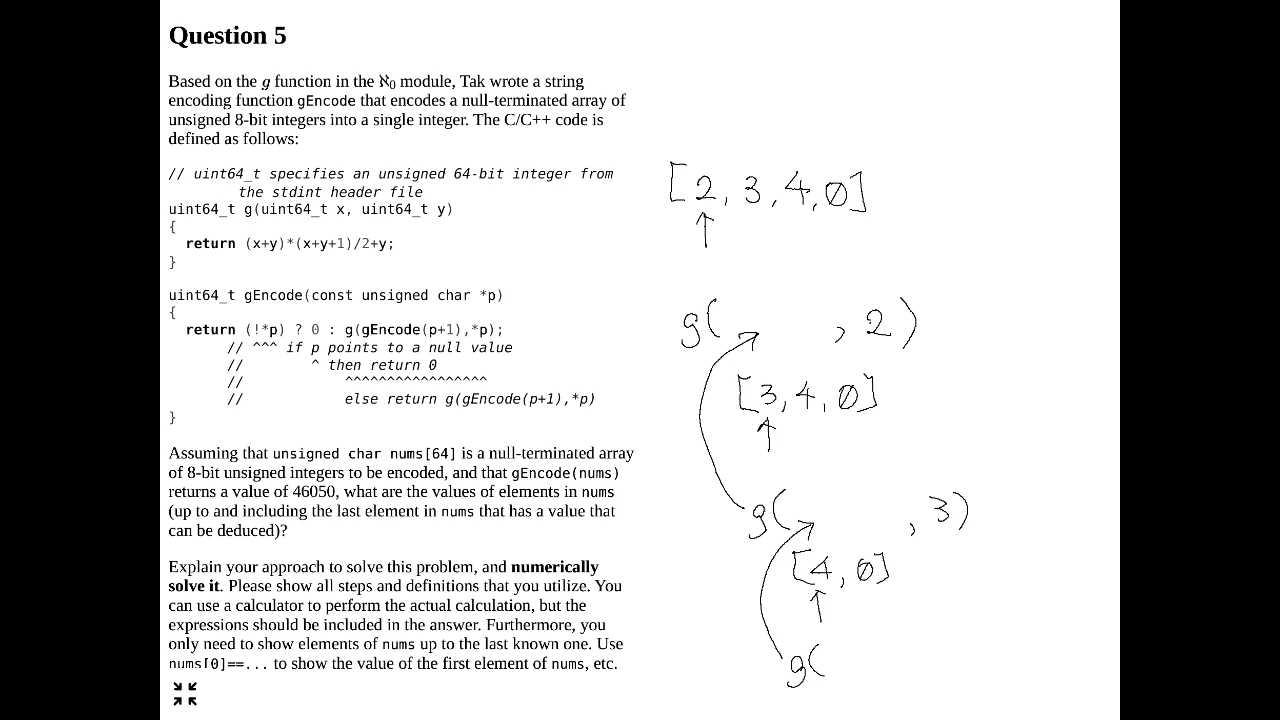 Question 5
Based on the g function in the ℵ₀ module, Tak wrote a string
encoding function gEncode that encodes a null-terminated array of
unsigned 8-bit integers into a single integer. The C/C++ code is
defined as follows:
// uint64_t specifies an unsigned 64-bit integer from
the stdint header file
uint64_t g(uint64_t x, uint64_t y)
{
return (x+y)*(x+y+1)/2+y;
}
uint64_t gEncode(const unsigned char *p)
{
return (!*p) ? 0 : g(gEncode(p+1),*p);
// ^^^ if p points to a null value
// ^ then return 0
// ^^^^^^^^^^^^^^^^^
// else return g(gEncode(p+1),*p)
}
Assuming that unsigned char nums[64] is a null-terminated array
of 8-bit unsigned integers to be encoded, and that gEncode(nums)
returns a value of 46050, what are the values of elements in nums
(up to and including the last element in nums that has a value that
can be deduced)?
Explain your approach to solve this problem, and numerically
solve it. Please show all steps and definitions that you utilize. You
can use a calculator to perform the actual calculation, but the
expressions should be included in the answer. Furthermore, you
only need to show elements of nums up to the last known one. Use
nums[0]==... to show the value of the first element of nums, etc.
[2, 3, 4, 0]
g( , 2)
[3, 4, 0]
g( , 3)
[4, 0]
g(